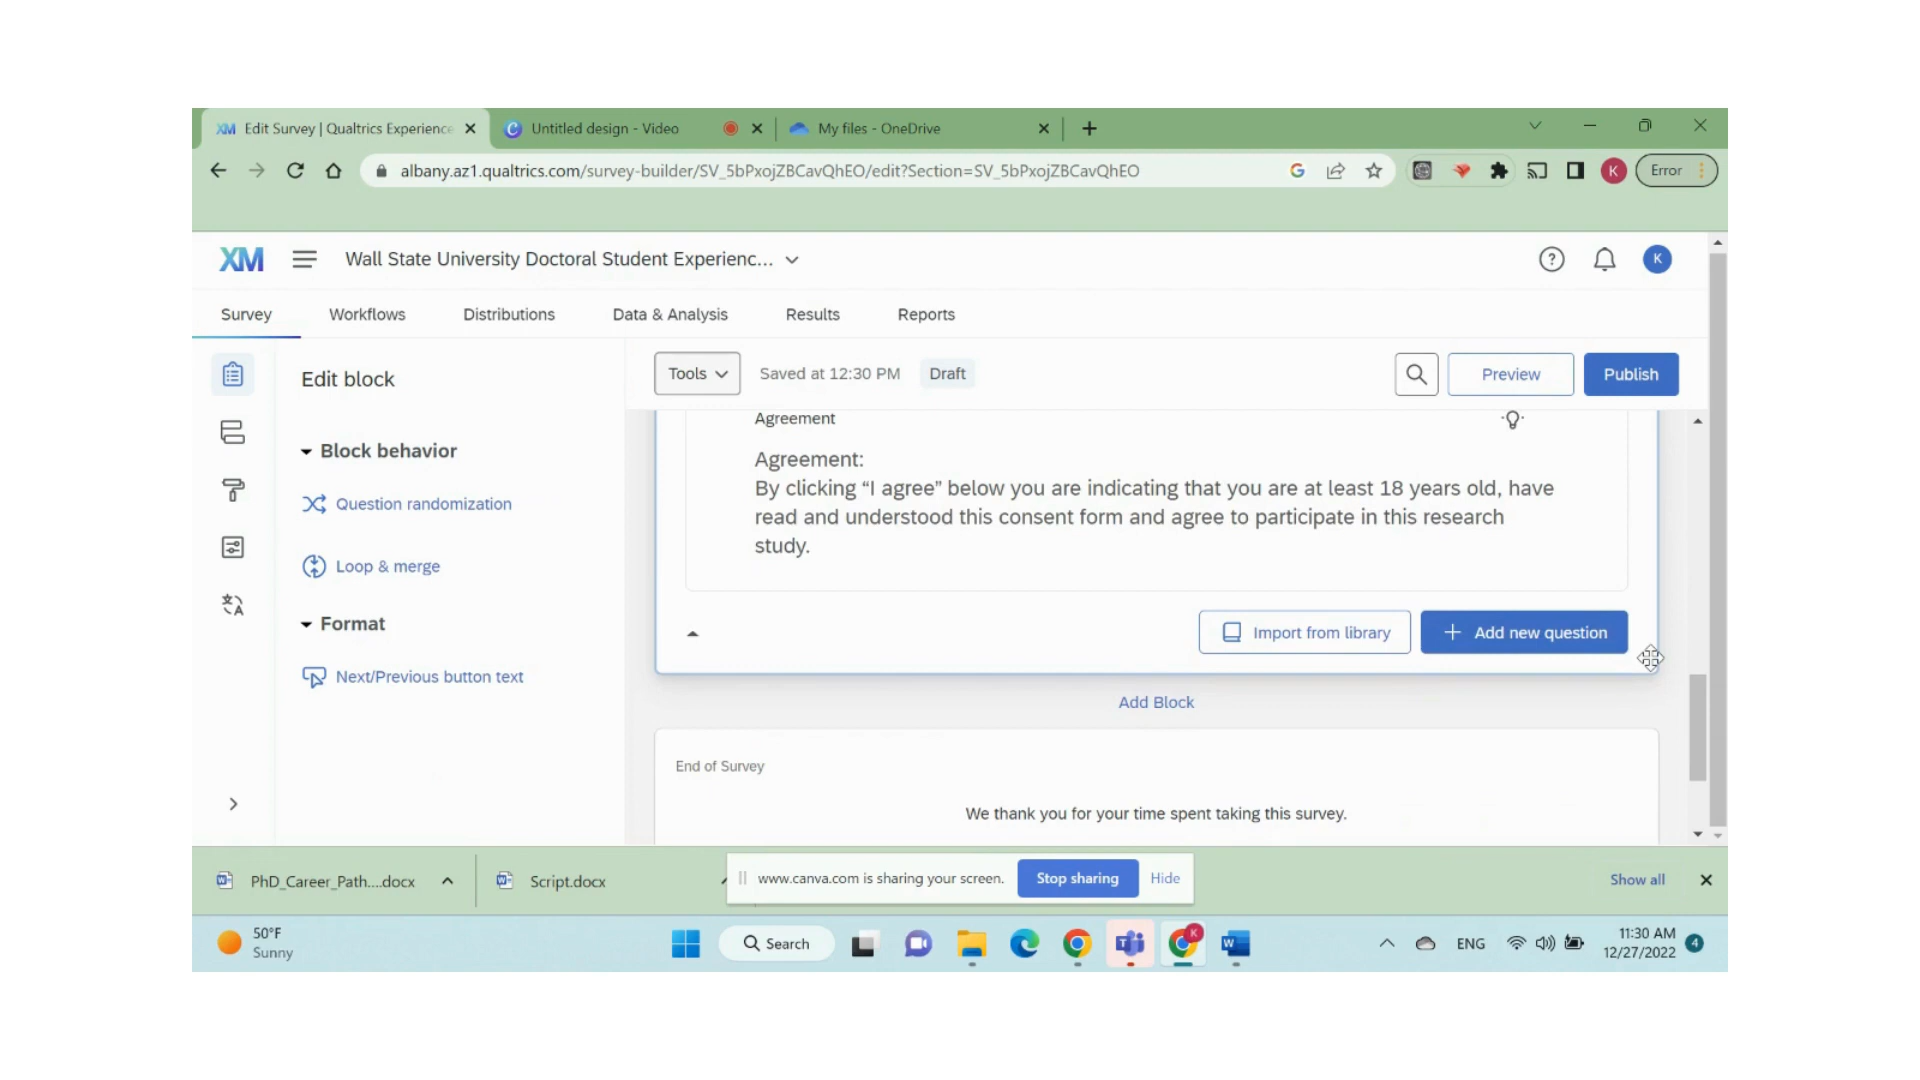 XM Edit Survey | Qualtrics Experience
Untitled design - Video
My files - OneDrive
albany.az1.qualtrics.com/survey-builder/SV_5bPxojZBCavQhEO/edit?Section=SV_5bPxojZBCavQhEO
G
K
Error
XM
Wall State University Doctoral Student Experienc...
?
K
Survey
Workflows
Distributions
Data & Analysis
Results
Reports
Edit block
Tools
Saved at 12:30 PM
Draft
Preview
Publish
Block behavior
Question randomization
Loop & merge
Format
Next/Previous button text
Agreement
Agreement:
By clicking “I agree” below you are indicating that you are at least 18 years old, have
read and understood this consent form and agree to participate in this research
study.
Import from library
+ Add new question
Add Block
End of Survey
We thank you for your time spent taking this survey.
PhD_Career_Path....docx
Script.docx
www.canva.com is sharing your screen.
Stop sharing
Hide
Show all
50°F
Sunny
Search
K
ENG
11:30 AM
12/27/2022
4